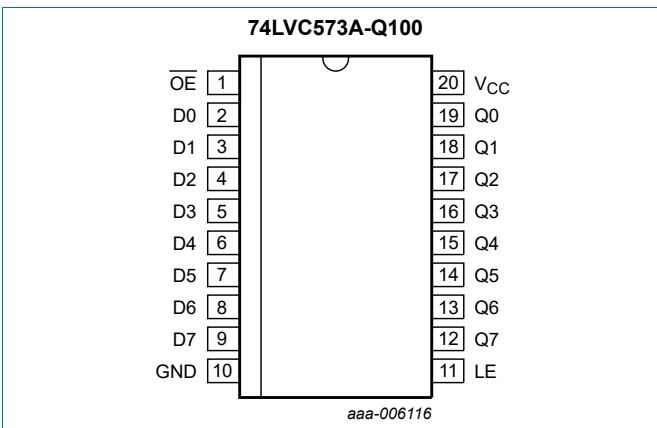 74LVC573A-Q100
OE 1 20 VCC
D0 2 19 Q0
D1 3 18 Q1
D2 4 17 Q2
D3 5 16 Q3
D4 6 15 Q4
D5 7 14 Q5
D6 8 13 Q6
D7 9 12 Q7
GND 10 11 LE
aaa-006116